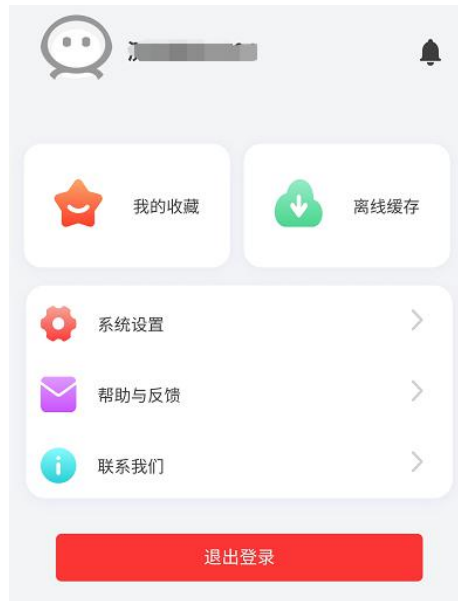 我的收藏
离线缓存
系统设置
帮助与反馈
联系我们
退出登录